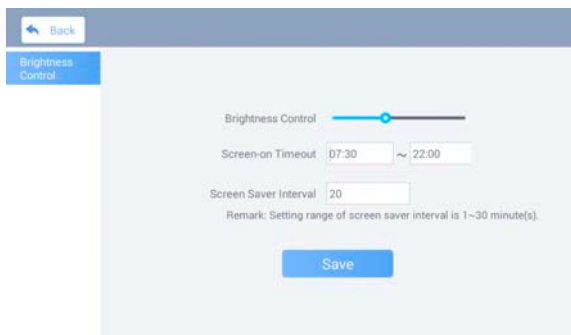 Back
Brightness
Control
Brightness Control
Screen-on Timeout 07:30 ~ 22:00
Screen Saver Interval 20
Remark: Setting range of screen saver interval is 1~30 minute(s).
Save